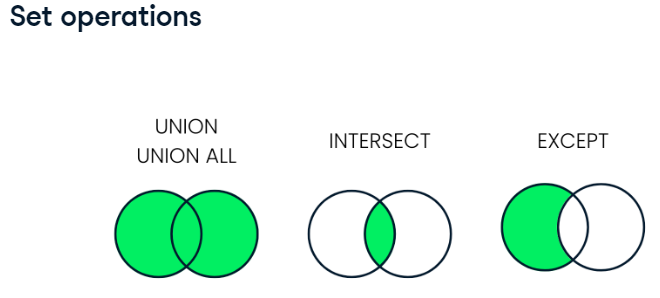 Set operations
UNION
UNION ALL
INTERSECT
EXCEPT